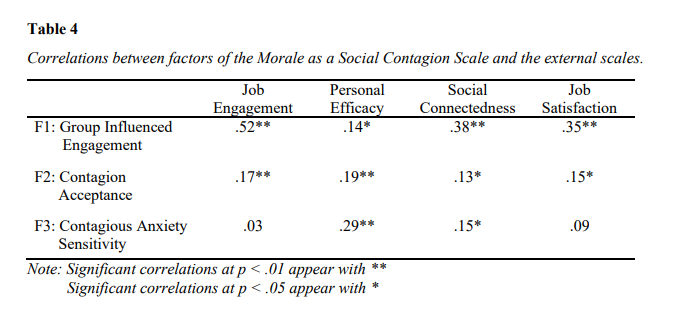 Table 4
Correlations between factors of the Morale as a Social Contagion Scale and the external scales.
Job Personal Social Job
Engagement Efficacy Connectedness Satisfaction
F1: Group Influenced .52** .14* .38** .35**
Engagement
F2: Contagion .17** .19** .13* .15*
Acceptance
F3: Contagious Anxiety .03 .29** .15* .09
Sensitivity
Note: Significant correlations at p < .01 appear with **
Significant correlations at p < .05 appear with *